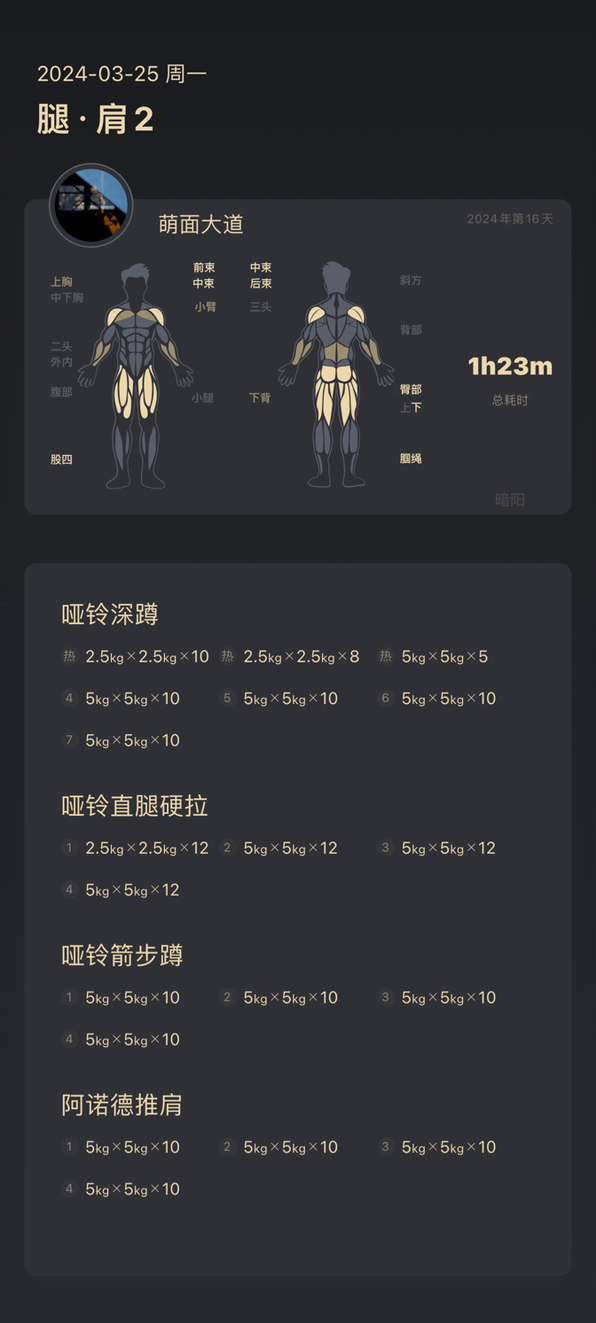 2024-03-25 周一
腿 · 肩 2
萌面大道
2024年第16天
上胸
中下胸
前束
中束
小臂
二头
外内
腹部
小腿
股四
中束
后束
三头
斜方
背部
下背
臀部
上下
腘绳
1h23m
总耗时
暗阳
哑铃深蹲
热 2.5kg×2.5kg×10 热 2.5kg×2.5kg×8 热 5kg×5kg×5
4 5kg×5kg×10 5 5kg×5kg×10 6 5kg×5kg×10
7 5kg×5kg×10
哑铃直腿硬拉
1 2.5kg×2.5kg×12 2 5kg×5kg×12 3 5kg×5kg×12
4 5kg×5kg×12
哑铃箭步蹲
1 5kg×5kg×10 2 5kg×5kg×10 3 5kg×5kg×10
4 5kg×5kg×10
阿诺德推肩
1 5kg×5kg×10 2 5kg×5kg×10 3 5kg×5kg×10
4 5kg×5kg×10